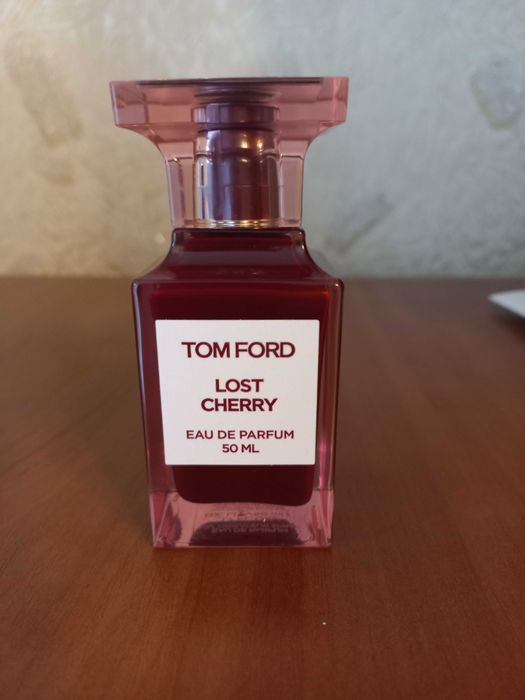 TOM FORD
LOST
CHERRY
EAU DE PARFUM
50 ML